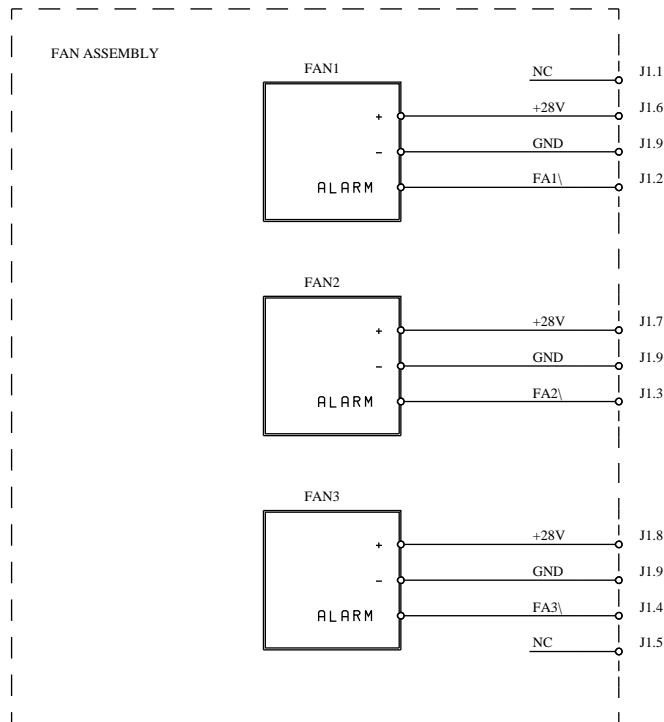 FAN ASSEMBLY
FAN1
NC J1.1
+ +28V J1.6
- GND J1.9
ALARM FA1\ J1.2
FAN2
+ +28V J1.7
- GND J1.9
ALARM FA2\ J1.3
FAN3
+ +28V J1.8
- GND J1.9
ALARM FA3\ J1.4
NC J1.5